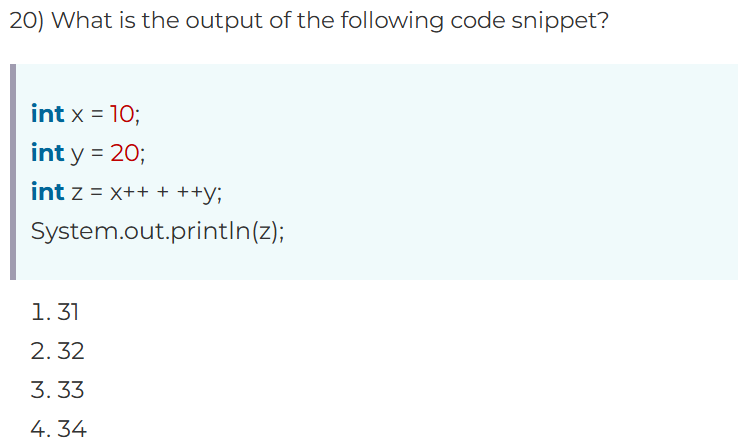 20) What is the output of the following code snippet?
int x = 10;
int y = 20;
int z = x++ + ++y;
System.out.println(z);
1. 31
2. 32
3. 33
4. 34